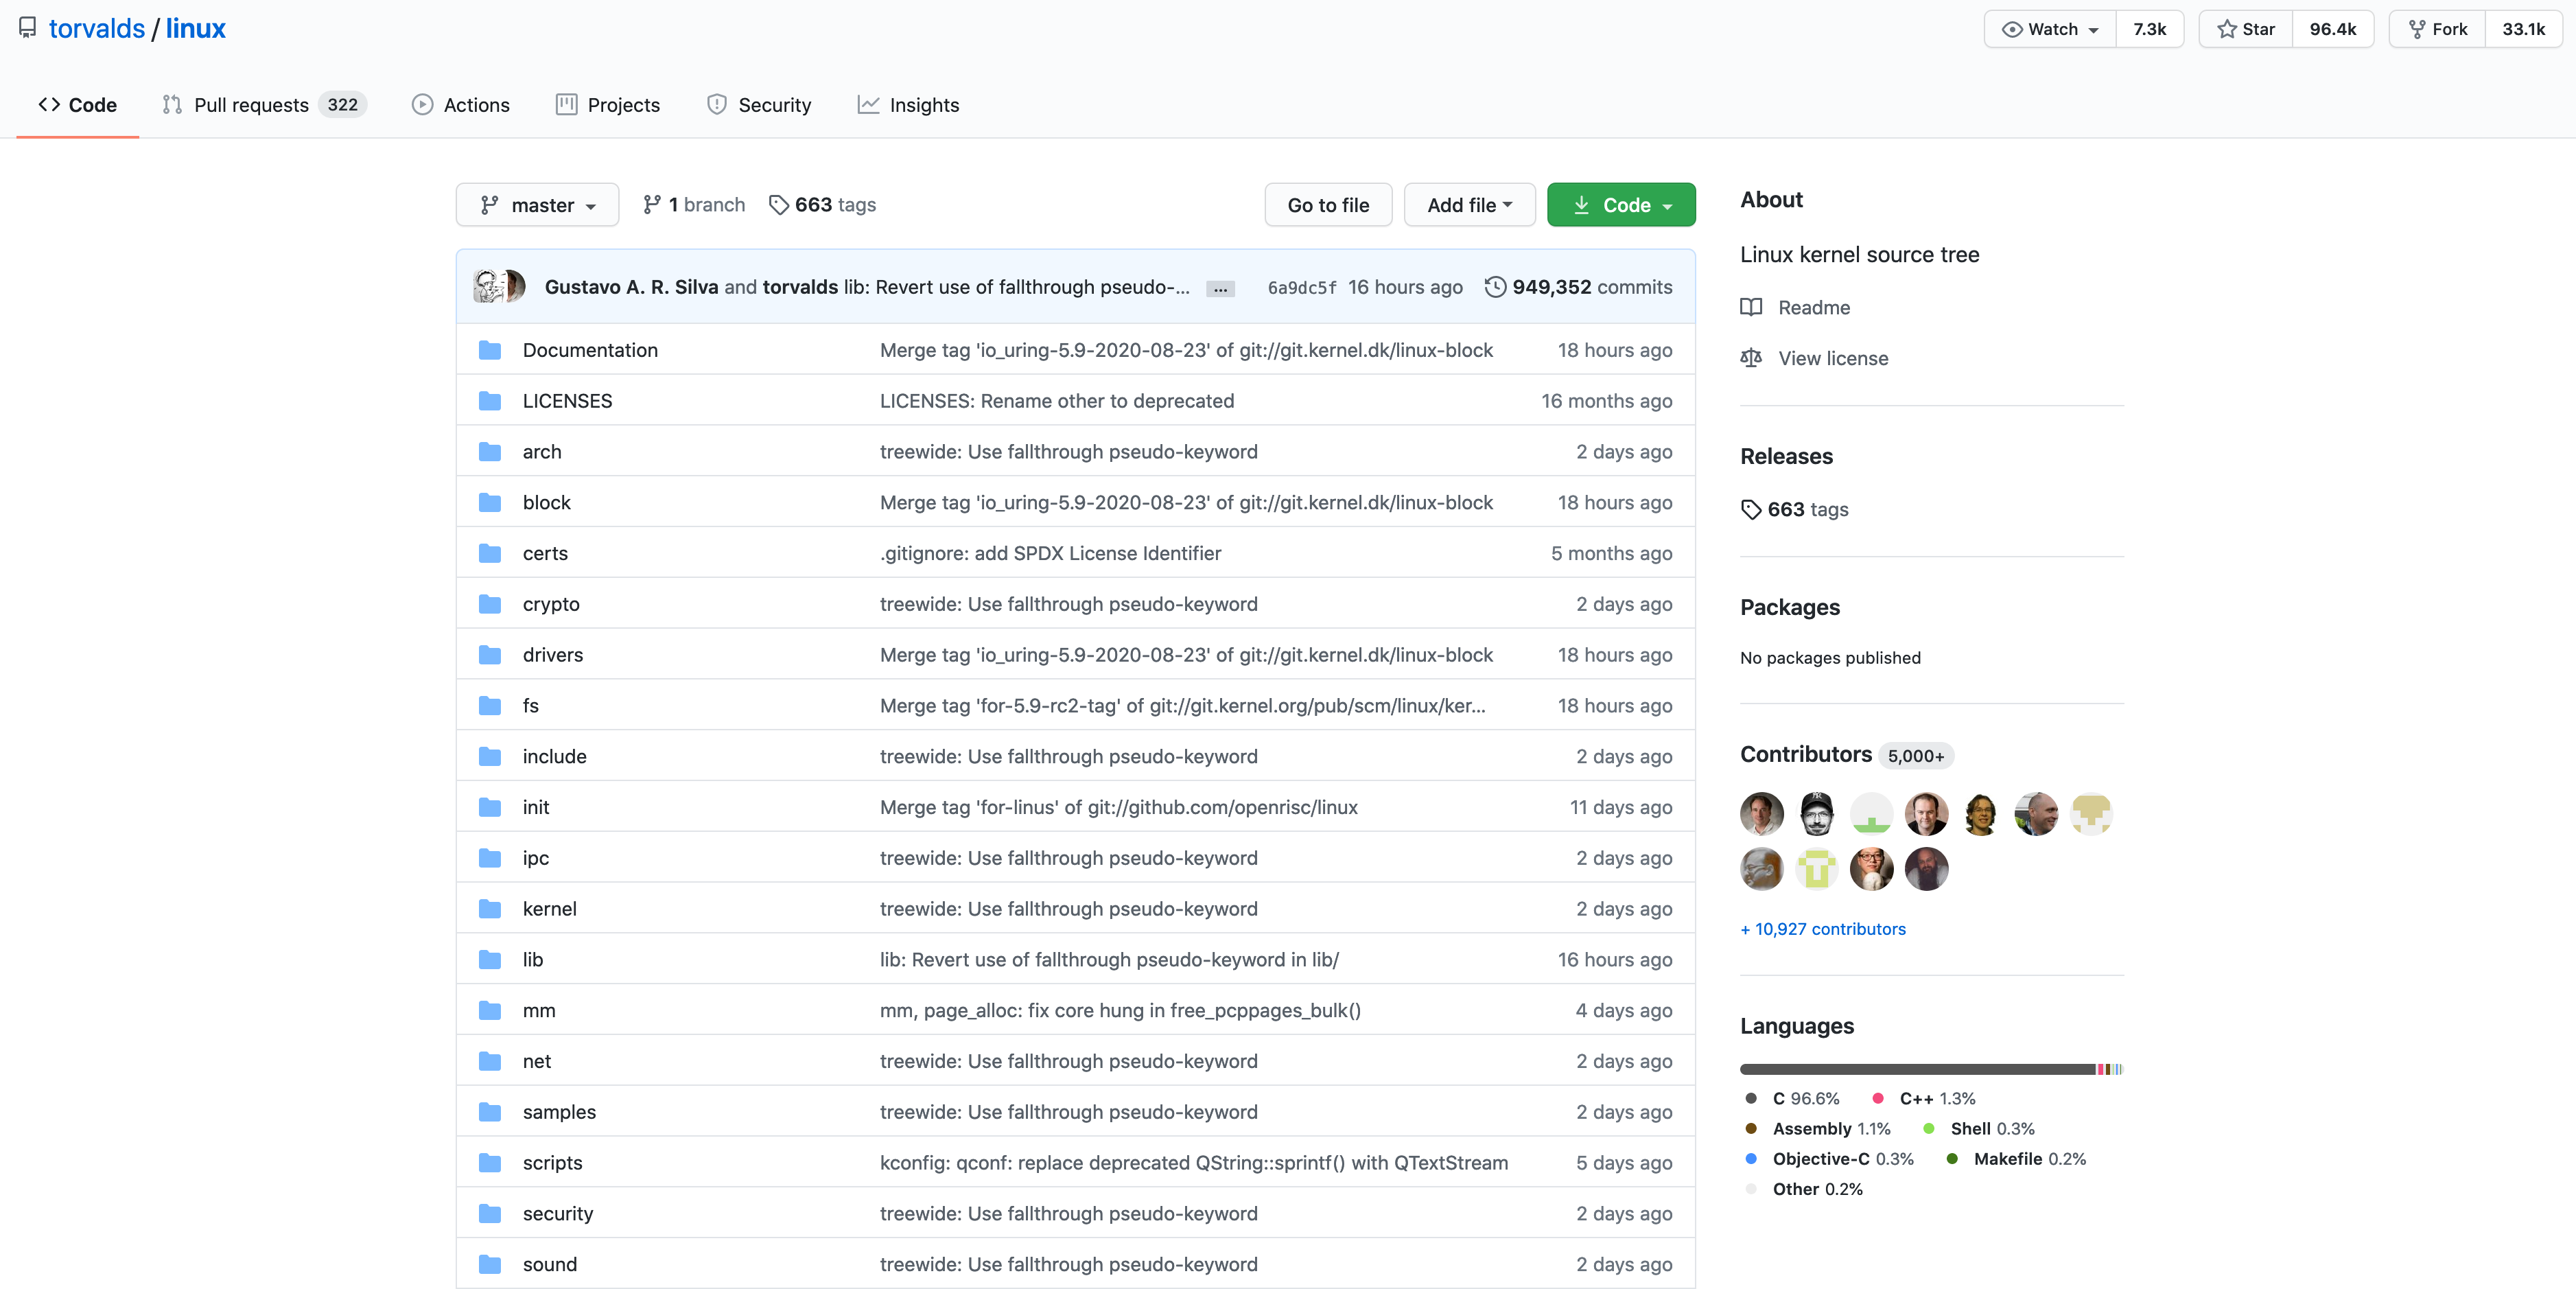 torvalds / linux
Watch 7.3k Star 96.4k Fork 33.1k
Code Pull requests 322 Actions Projects Security Insights
master 1 branch 663 tags Go to file Add file Code
Gustavo A. R. Silva and torvalds lib: Revert use of fallthrough pseudo-... ... 6a9dc5f 16 hours ago 949,352 commits
Documentation Merge tag 'io_uring-5.9-2020-08-23' of git://git.kernel.dk/linux-block 18 hours ago
LICENSES LICENSES: Rename other to deprecated 16 months ago
arch treewide: Use fallthrough pseudo-keyword 2 days ago
block Merge tag 'io_uring-5.9-2020-08-23' of git://git.kernel.dk/linux-block 18 hours ago
certs .gitignore: add SPDX License Identifier 5 months ago
crypto treewide: Use fallthrough pseudo-keyword 2 days ago
drivers Merge tag 'io_uring-5.9-2020-08-23' of git://git.kernel.dk/linux-block 18 hours ago
fs Merge tag 'for-5.9-rc2-tag' of git://git.kernel.org/pub/scm/linux/ker... 18 hours ago
include treewide: Use fallthrough pseudo-keyword 2 days ago
init Merge tag 'for-linus' of git://github.com/openrisc/linux 11 days ago
ipc treewide: Use fallthrough pseudo-keyword 2 days ago
kernel treewide: Use fallthrough pseudo-keyword 2 days ago
lib lib: Revert use of fallthrough pseudo-keyword in lib/ 16 hours ago
mm mm, page_alloc: fix core hung in free_pcppages_bulk() 4 days ago
net treewide: Use fallthrough pseudo-keyword 2 days ago
samples treewide: Use fallthrough pseudo-keyword 2 days ago
scripts kconfig: qconf: replace deprecated QString::sprintf() with QTextStream 5 days ago
security treewide: Use fallthrough pseudo-keyword 2 days ago
sound treewide: Use fallthrough pseudo-keyword 2 days ago
About
Linux kernel source tree
Readme
View license
Releases
663 tags
Packages
No packages published
Contributors 5,000+
+ 10,927 contributors
Languages
C 96.6% C++ 1.3%
Assembly 1.1% Shell 0.3%
Objective-C 0.3% Makefile 0.2%
Other 0.2%